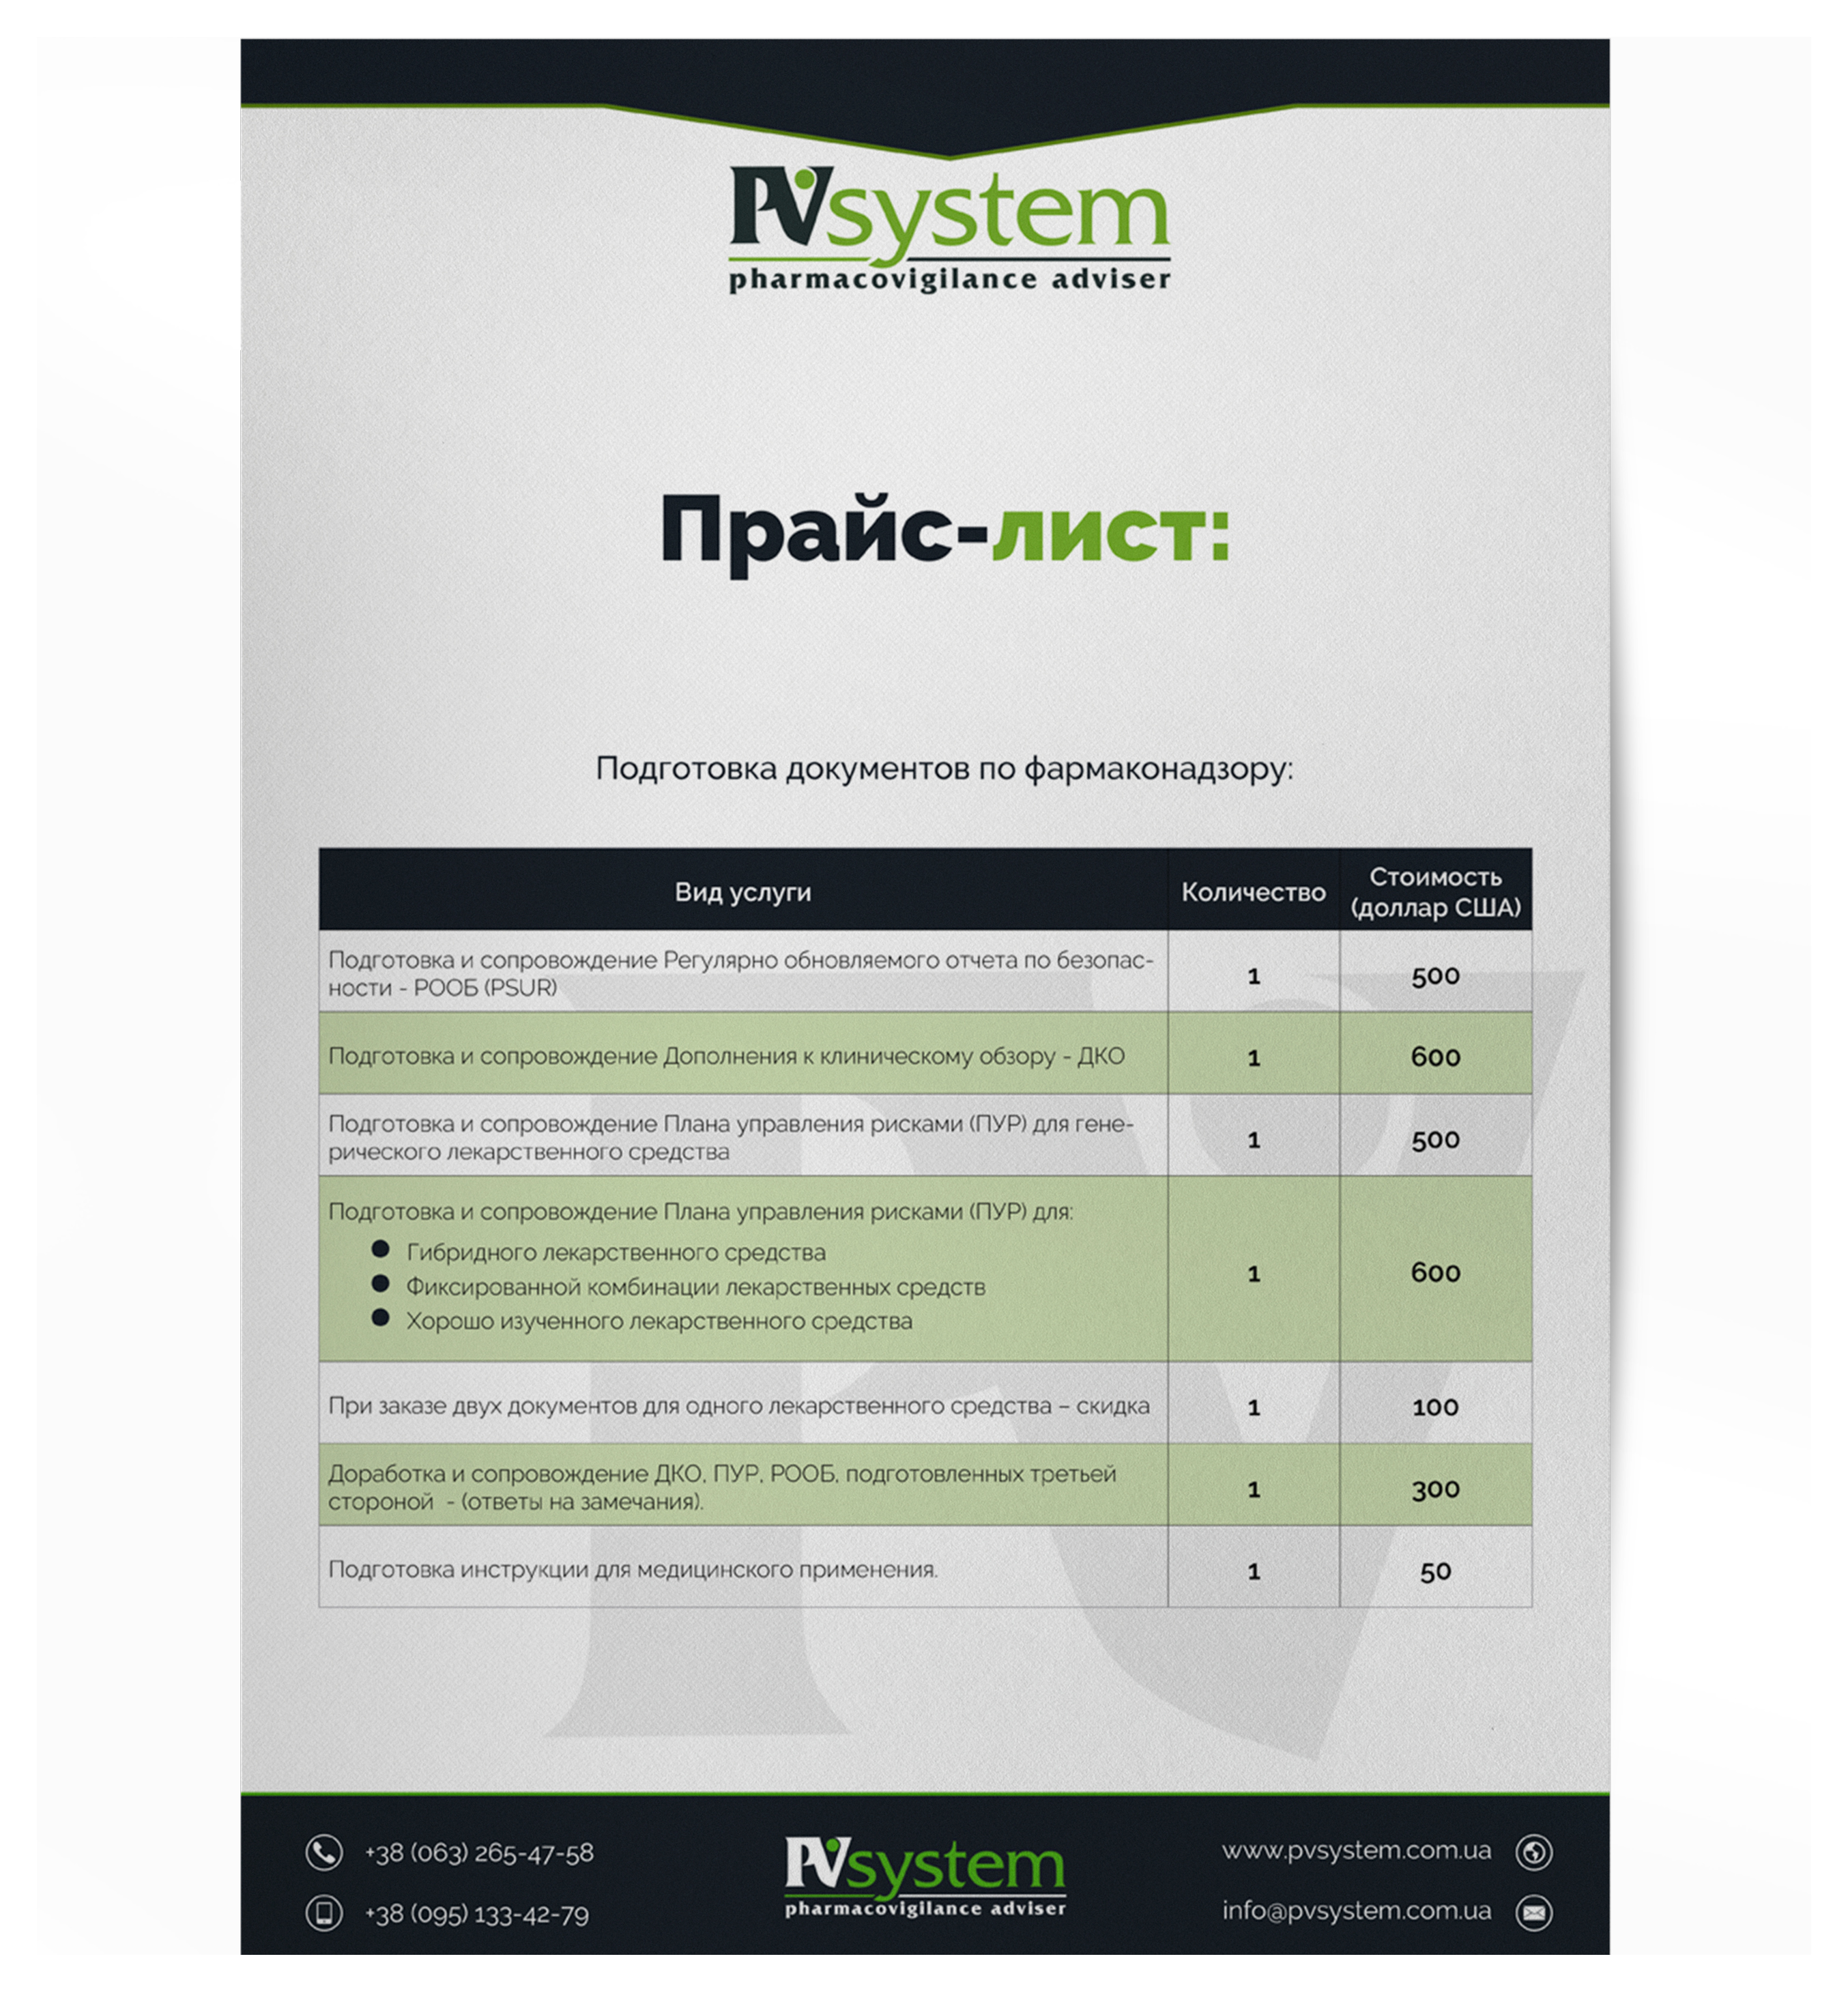 PVsystem
pharmacovigilance adviser
Прайс-лист:
Подготовка документов по фармаконадзору:
Вид услуги
Количество
Стоимость
(доллар США)
Подготовка и сопровождение Регулярно обновляемого отчета по безопас-
ности - РООБ (PSUR)
1
500
Подготовка и сопровождение Дополнения к клиническому обзору - ДКО
1
600
Подготовка и сопровождение Плана управления рисками (ПУР) для гене-
рического лекарственного средства
1
500
Подготовка и сопровождение Плана управления рисками (ПУР) для:
● Гибридного лекарственного средства
● Фиксированной комбинации лекарственных средств
● Хорошо изученного лекарственного средства
1
600
При заказе двух документов для одного лекарственного средства – скидка
1
100
Доработка и сопровождение ДКО, ПУР, РООБ, подготовленных третьей
стороной - (ответы на замечания).
1
300
Подготовка инструкции для медицинского применения.
1
50
+38 (063) 265-47-58
+38 (095) 133-42-79
PVsystem
pharmacovigilance adviser
www.pvsystem.com.ua
info@pvsystem.com.ua